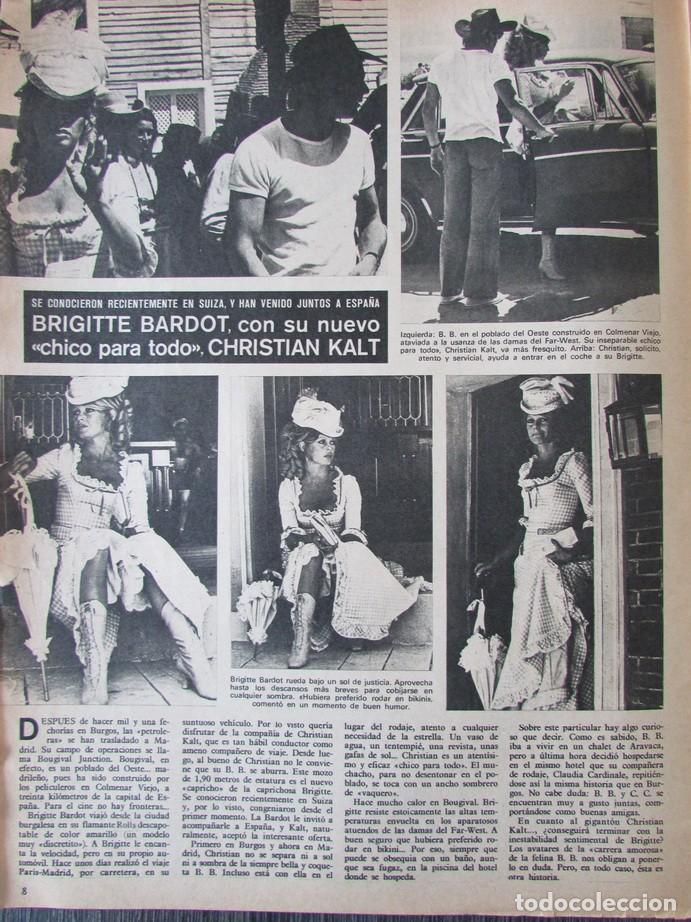 SE CONOCIERON RECIENTEMENTE EN SUIZA, Y HAN VENIDO JUNTOS A ESPAÑA
BRIGITTE BARDOT, con su nuevo
«chico para todo», CHRISTIAN KALT
Izquierda: B. B. en el poblado del Oeste construido en Colmenar Viejo,
ataviada a la usanza de las damas del Far-West. Su inseparable «chico
para todo», Christian Kalt, va más fresquito. Arriba: Christian, solícito,
atento y servicial, ayuda a entrar en el coche a su Brigitte.
Brigitte Bardot rueda bajo un sol de justicia. Aprovecha
hasta los descansos más breves para cobijarse en
cualquier sombra. «Hubiera preferido rodar en bikini»,
comentó en un momento de buen humor.
DESPUES de hacer mil y una fe-
chorías en Burgos, las «petrole-
ras» se han trasladado a Ma-
drid. Su campo de operaciones se lla-
ma Bougival Junction. Bougival, en
efecto, es un poblado del Oeste... ma-
drileño, pues ha sido construido por
los peliculeros en Colmenar Viejo, a
treinta kilómetros de la capital de Es-
paña. Para el cine no hay fronteras.
Brigitte Bardot viajó desde la ciudad
burgalesa en su flamante Rolls descapo-
table de color amarillo (un modelo
muy «discretito»). A Brigitte le encan-
ta la velocidad, pero en su propio au-
tomóvil. Hace unos días realizó el viaje
París-Madrid, por carretera, en su
suntuoso vehículo. Por lo visto quería
disfrutar de la compañía de Christian
Kalt, que es tan hábil conductor como
ameno compañero de viaje. Desde lue-
go, al bueno de Christian no le convie-
ne que B. B. se aburra. Este mozo
de 1,90 metros de estatura es el nuevo
«capricho» de la caprichosa Brigitte.
Se conocieron recientemente en Suiza
y, por lo visto, congeniaron desde el
primer momento. La Bardot le invitó a
acompañarle a España, y Kalt, natu-
ralmente, aceptó la interesante oferta.
Primero en Burgos y ahora en Ma-
drid, Christian no se separa ni a sol
ni a sombra de la siempre bella y coque-
ta B. B. Incluso está con ella en el
lugar del rodaje, atento a cualquier
necesidad de la estrella. Un vaso de
agua, un tentempié, una revista, unas
gafas de sol... Christian es un atentísi-
mo y eficaz «chico para todo». El mu-
chacho, para no desentonar en el po-
blado, se toca con un ancho sombrero
de «vaquero».
Hace mucho calor en Bougival. Bri-
gitte resiste estoicamente las altas tem-
peraturas envuelta en los aparatosos
atuendos de las damas del Far-West. A
buen seguro que hubiera preferido ro-
dar en bikini... Por eso, siempre que
puede se obsequia con un baño, aun-
que sea fugaz, en la piscina del hotel
donde se hospeda.
Sobre este particular hay algo curio-
so que decir. Como es sabido, B. B.
iba a vivir en un chalet de Aravaca,
pero a última hora decidió hospedarse
en el mismo hotel que su compañera
de rodaje, Claudia Cardinale, repitién-
dose así la misma historia que en Bur-
gos. No cabe duda: B. B. y C. C. se
encuentran muy a gusto juntas, com-
portándose como buenas amigas.
En cuanto al gigantón Christian
Kalt..., ¿conseguirá terminar con la
inestabilidad sentimental de Brigitte?
Los avatares de la «carrera amorosa»
de la felina B. B. nos obligan a poner-
lo en duda. Pero, en todo caso, ésta es
otra historia.
8
todocoleccion